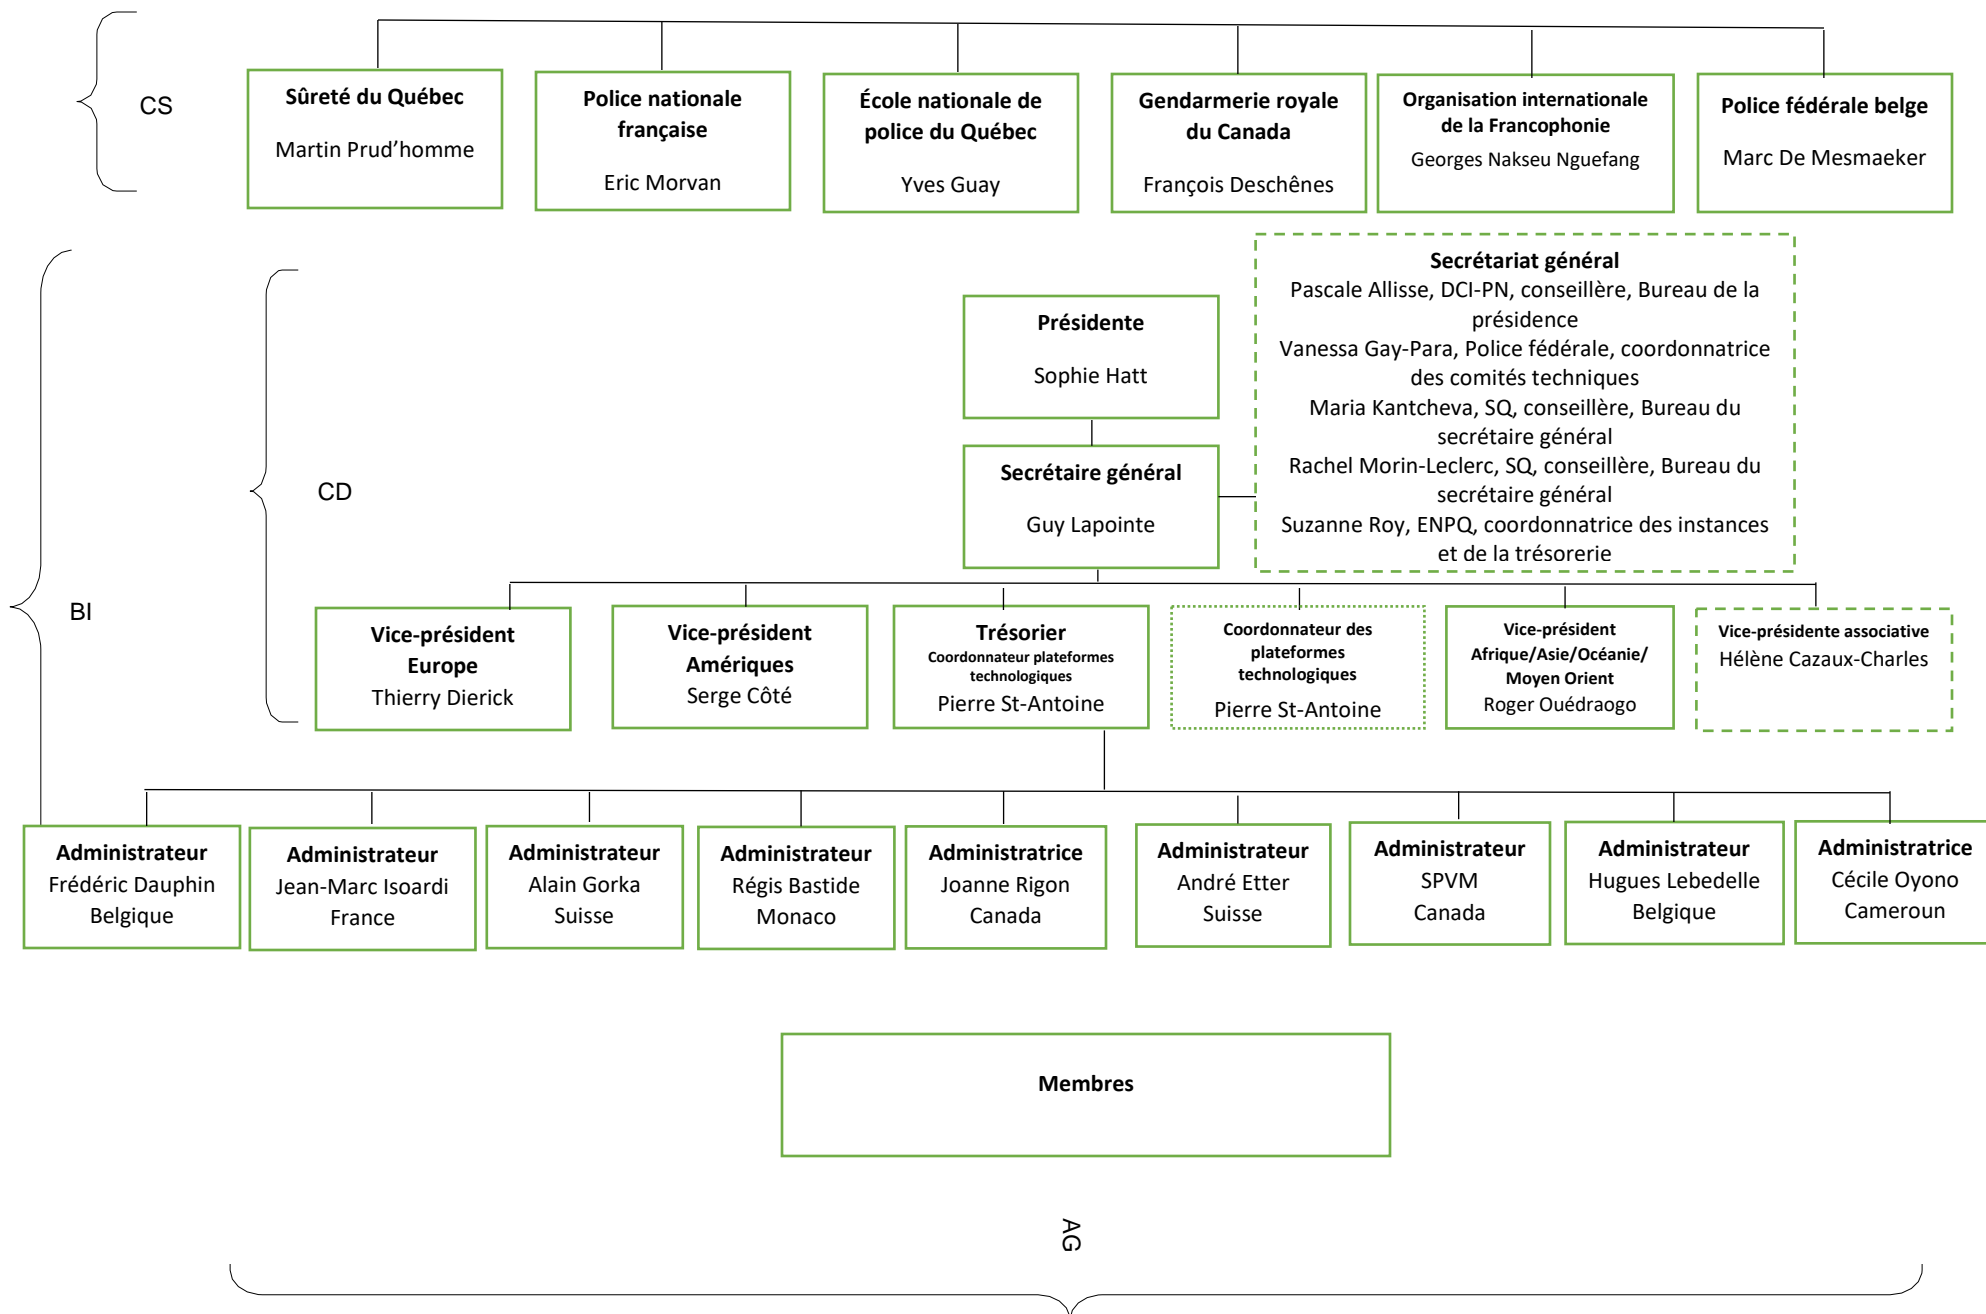 CS
Sûreté du Québec
Martin Prud'homme
Police nationale
française
Eric Morvan
École nationale de
police du Québec
Yves Guay
Gendarmerie royale
du Canada
François Deschênes
Organisation internationale
de la Francophonie
Georges Nakseu Nguefang
Police fédérale belge
Marc De Mesmaeker
BI
CD
Présidente
Sophie Hatt
Secrétaire général
Guy Lapointe
Secrétariat général
Pascale Allisse, DCI-PN, conseillère, Bureau de la
présidence
Vanessa Gay-Para, Police fédérale, coordonnatrice
des comités techniques
Maria Kantcheva, SQ, conseillère, Bureau du
secrétaire général
Rachel Morin-Leclerc, SQ, conseillère, Bureau du
secrétaire général
Suzanne Roy, ENPQ, coordonnatrice des instances
et de la trésorerie
Vice-président
Europe
Thierry Dierick
Vice-président
Amériques
Serge Côté
Trésorier
Coordonnateur plateformes
technologiques
Pierre St-Antoine
Coordonnateur des
plateformes
technologiques
Pierre St-Antoine
Vice-président
Afrique/Asie/Océanie/
Moyen Orient
Roger Ouédraogo
Vice-présidente associative
Hélène Cazaux-Charles
Administrateur
Frédéric Dauphin
Belgique
Administrateur
Jean-Marc Isoardi
France
Administrateur
Alain Gorka
Suisse
Administrateur
Régis Bastide
Monaco
Administratrice
Joanne Rigon
Canada
Administrateur
André Etter
Suisse
Administrateur
SPVM
Canada
Administrateur
Hugues Lebedelle
Belgique
Administratrice
Cécile Oyono
Cameroun
Membres
AG